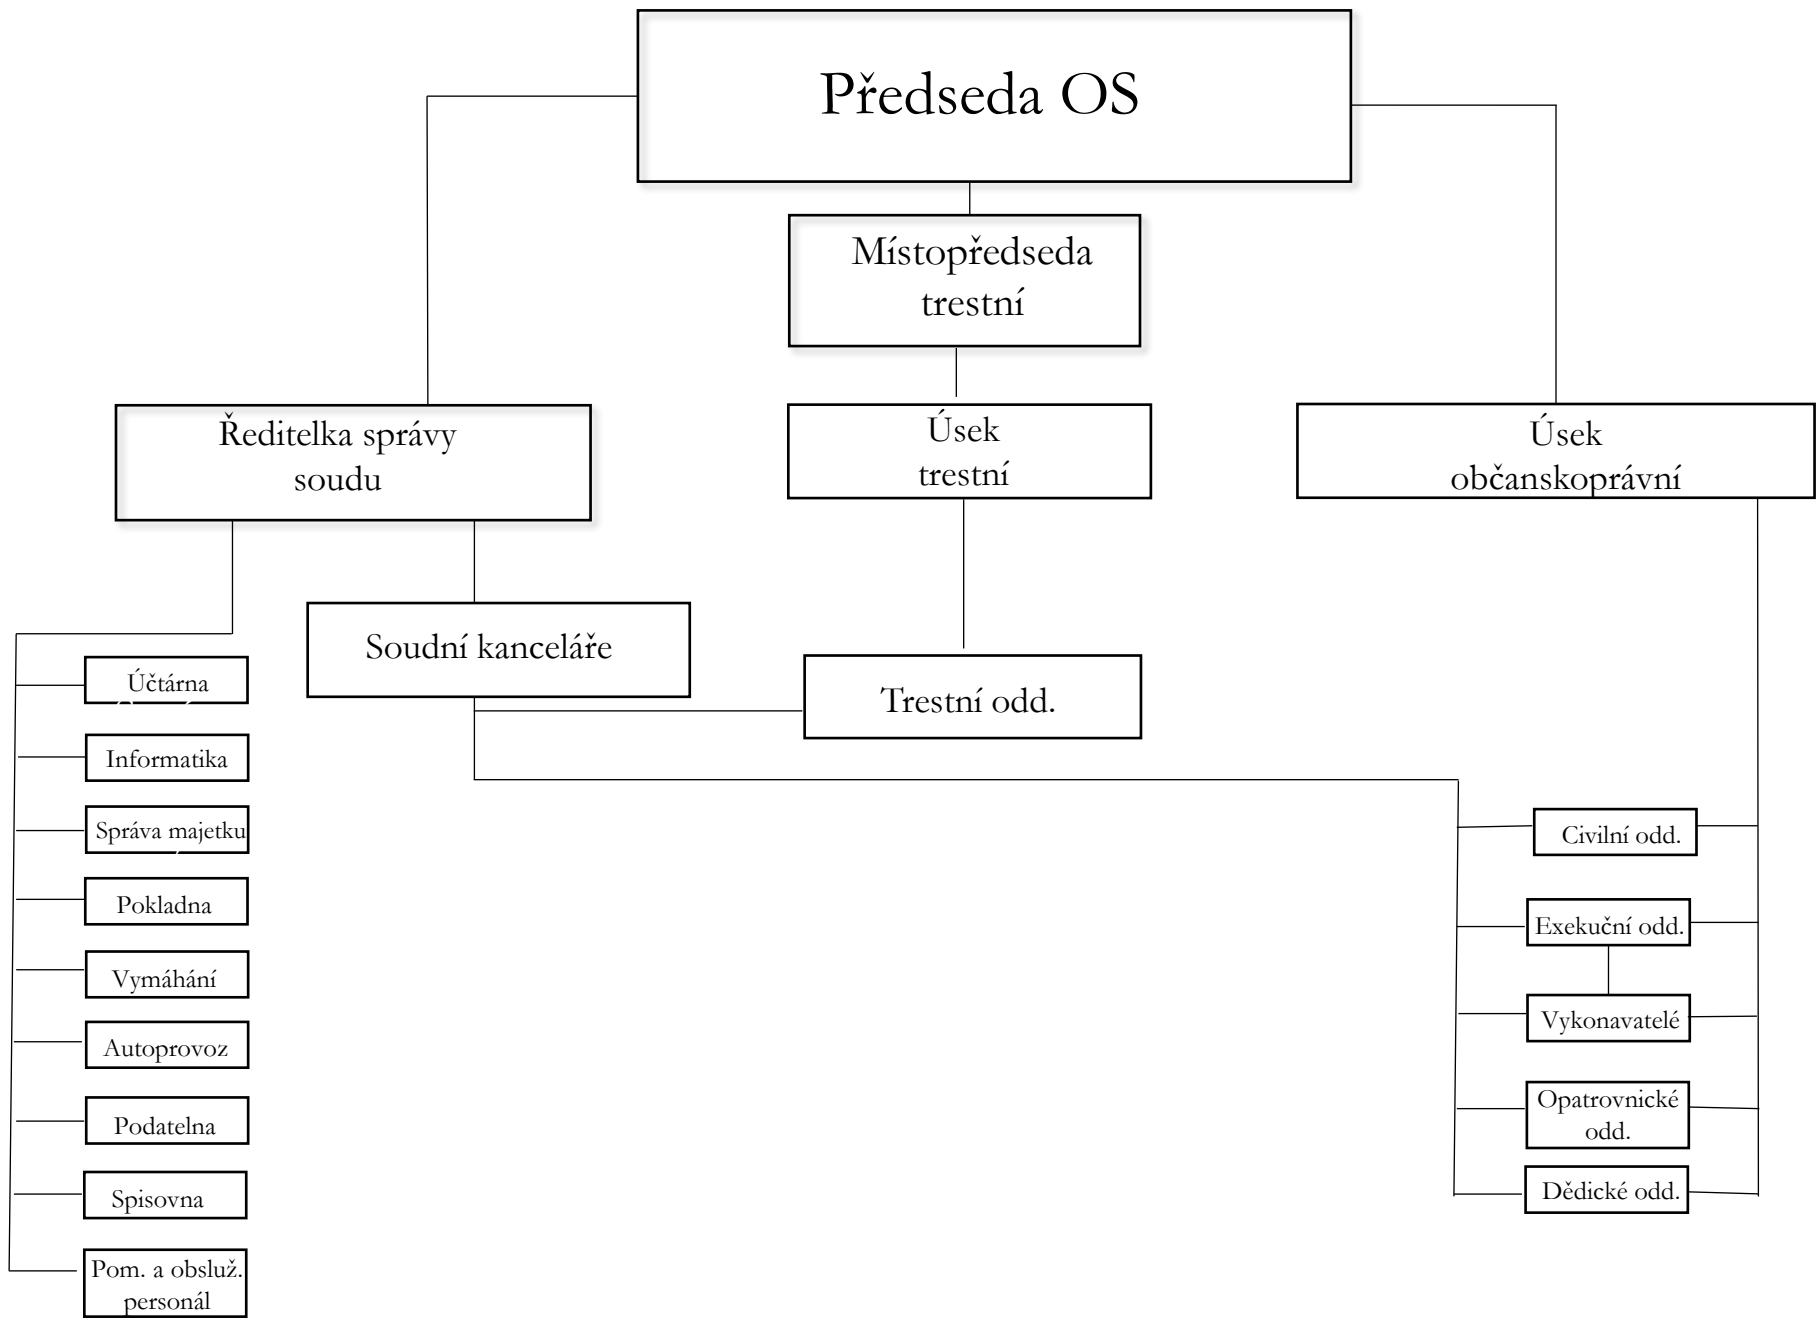 Předseda OS
Místopředseda
trestní
Ředitelka správy
soudu
Úsek
trestní
Úsek
občanskoprávní
Soudní kanceláře
Trestní odd.
Účtárna
Informatika
Správa majetku
Pokladna
Vymáhání
Autoprovoz
Podatelna
Spisovna
Pom. a obsluž.
personál
Civilní odd.
Exekuční odd.
Vykonavatelé
Opatrovnické
odd.
Dědické odd.